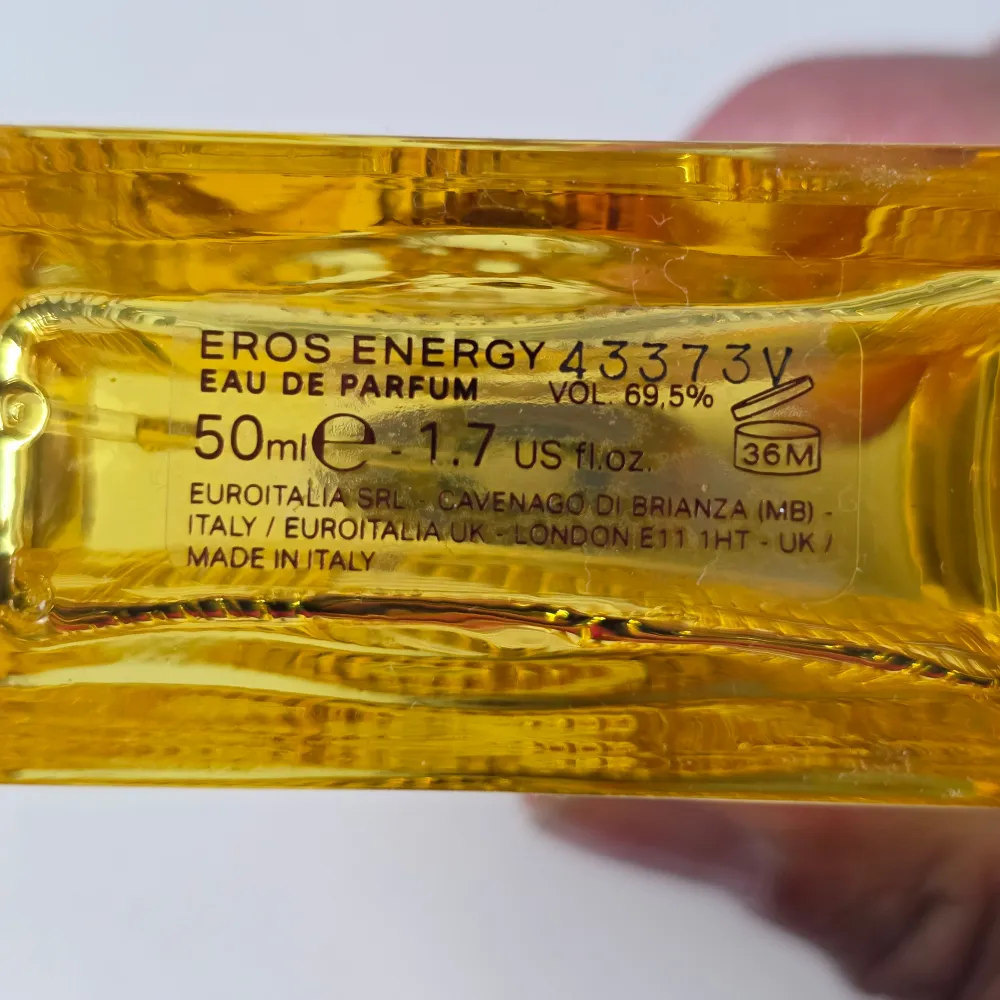 EROS ENERGY 43373V
EAU DE PARFUM VOL. 69,5%
50ml ℮ - 1.7 US fl.oz. 36M
EUROITALIA SRL - CAVENAGO DI BRIANZA (MB) -
ITALY / EUROITALIA UK - LONDON E11 1HT - UK /
MADE IN ITALY